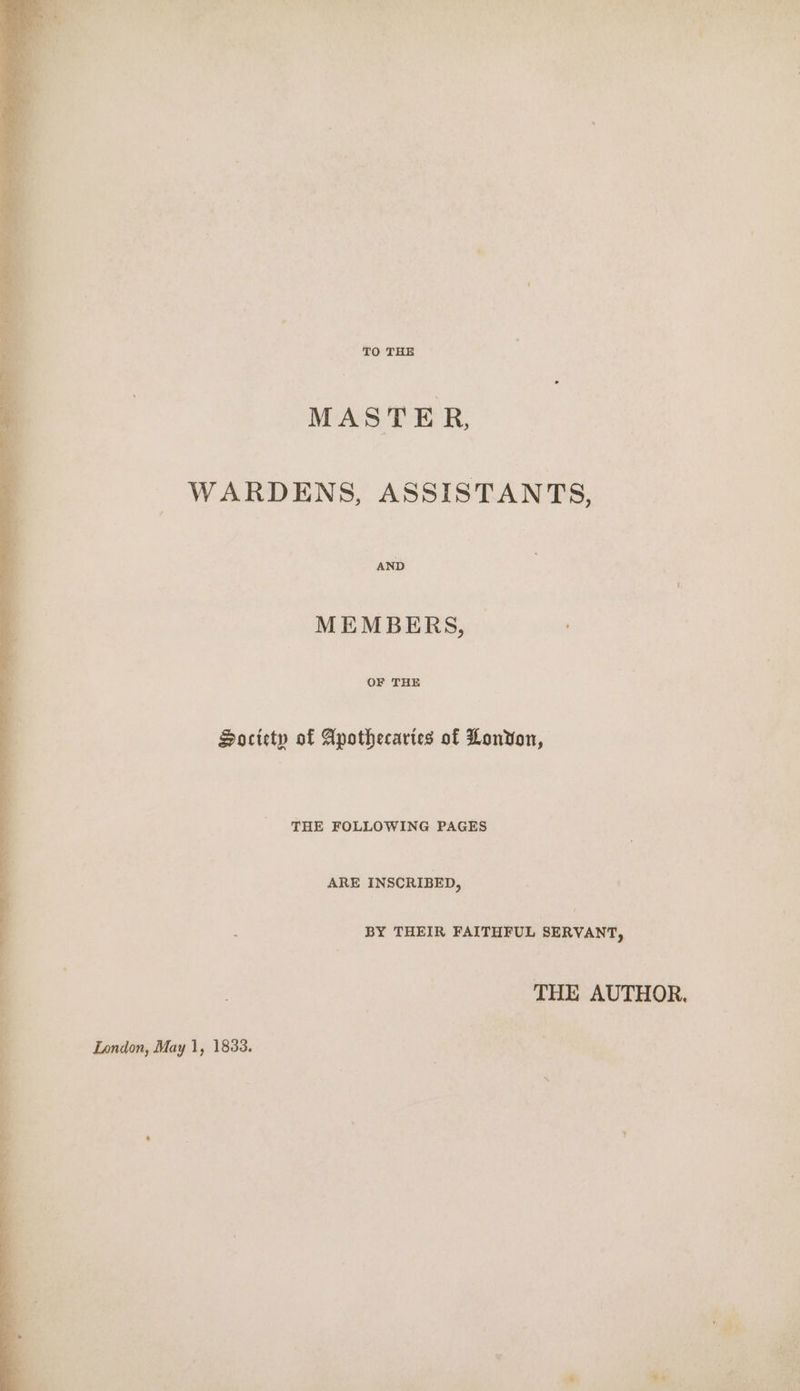 TO THE
MASTER,
WARDENS, ASSISTANTS,
AND
MEMBERS,
OF THE
Society of Apothecaries of London,
THE FOLLOWING PAGES
ARE INSCRIBED,
BY THEIR FAITHFUL SERVANT,
THE AUTHOR.
London, May 1, 1833.